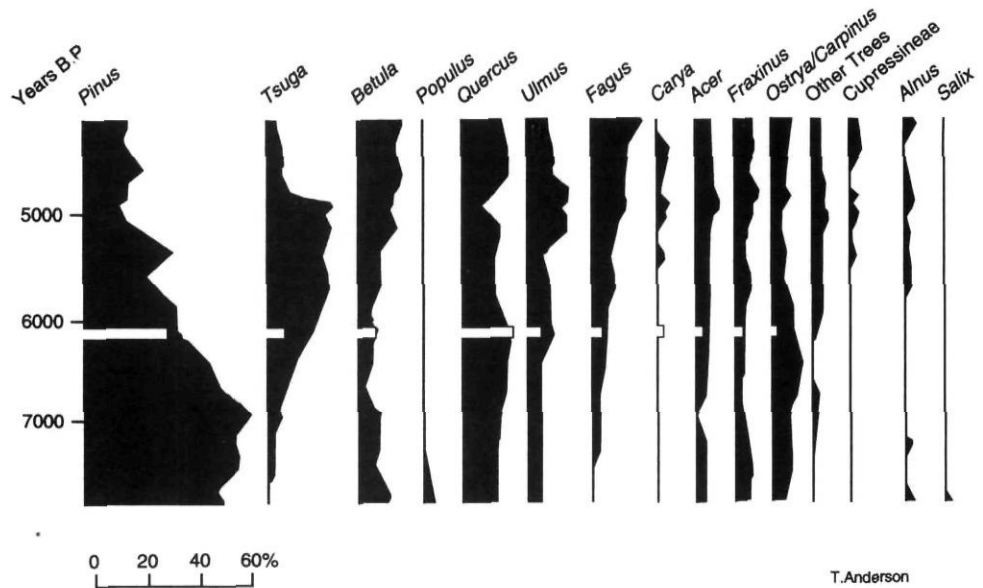 Years B.P
Pinus
Tsuga
Betula
Populus
Quercus
Ulmus
Fagus
Carya
Acer
Fraxinus
Ostrya/Carpinus
Other Trees
Cupressineae
Alnus
Salix
5000
6000
7000
0 20 40 60%
T.Anderson